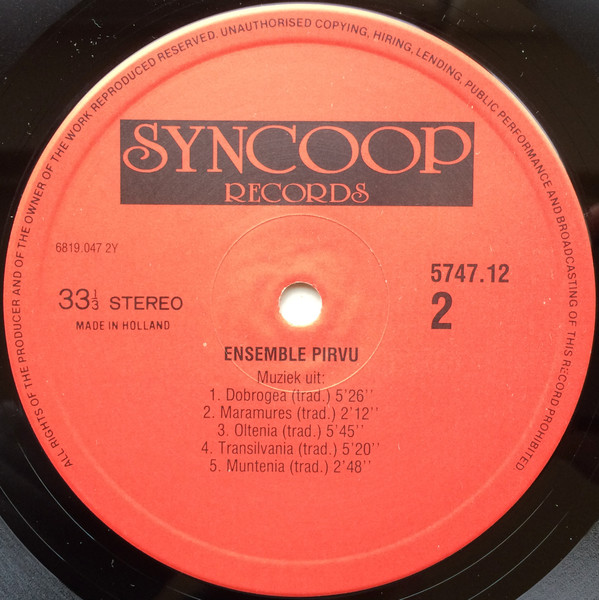 ALL RIGHTS OF THE PRODUCER AND OF THE OWNER OF THE WORK REPRODUCED RESERVED. UNAUTHORISED COPYING, HIRING, LENDING, PUBLIC PERFORMANCE AND BROADCASTING OF THIS RECORD PROHIBITED
SYNCOOP
RECORDS
6819.047 2Y
5747.12
33⅓ STEREO
2
MADE IN HOLLAND
ENSEMBLE PIRVU
Muziek uit:
1. Dobrogea (trad.) 5'26''
2. Maramures (trad.) 2'12''
3. Oltenia (trad.) 5'45''
4. Transilvania (trad.) 5'20''
5. Muntenia (trad.) 2'48''